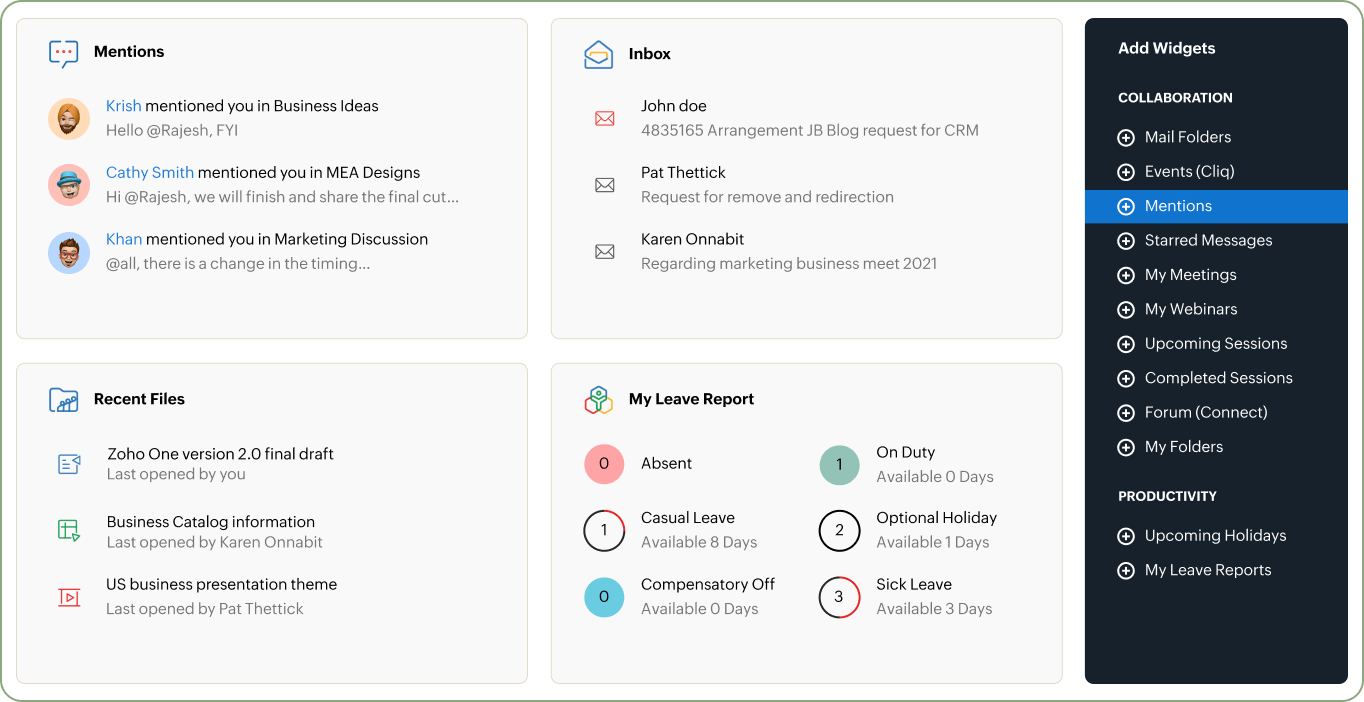 Mentions
Krish mentioned you in Business Ideas
Hello @Rajesh, FYI
Cathy Smith mentioned you in MEA Designs
Hi @Rajesh, we will finish and share the final cut...
Khan mentioned you in Marketing Discussion
@all, there is a change in the timing...
Inbox
John doe
4835165 Arrangement JB Blog request for CRM
Pat Thettick
Request for remove and redirection
Karen Onnabit
Regarding marketing business meet 2021
Recent Files
Zoho One version 2.0 final draft
Last opened by you
Business Catalog information
Last opened by Karen Onnabit
US business presentation theme
Last opened by Pat Thettick
My Leave Report
0
Absent
1
On Duty
Available 0 Days
1
Casual Leave
Available 8 Days
2
Optional Holiday
Available 1 Days
0
Compensatory Off
Available 0 Days
3
Sick Leave
Available 3 Days
Add Widgets
COLLABORATION
Mail Folders
Events (Cliq)
Mentions
Starred Messages
My Meetings
My Webinars
Upcoming Sessions
Completed Sessions
Forum (Connect)
My Folders
PRODUCTIVITY
Upcoming Holidays
My Leave Reports